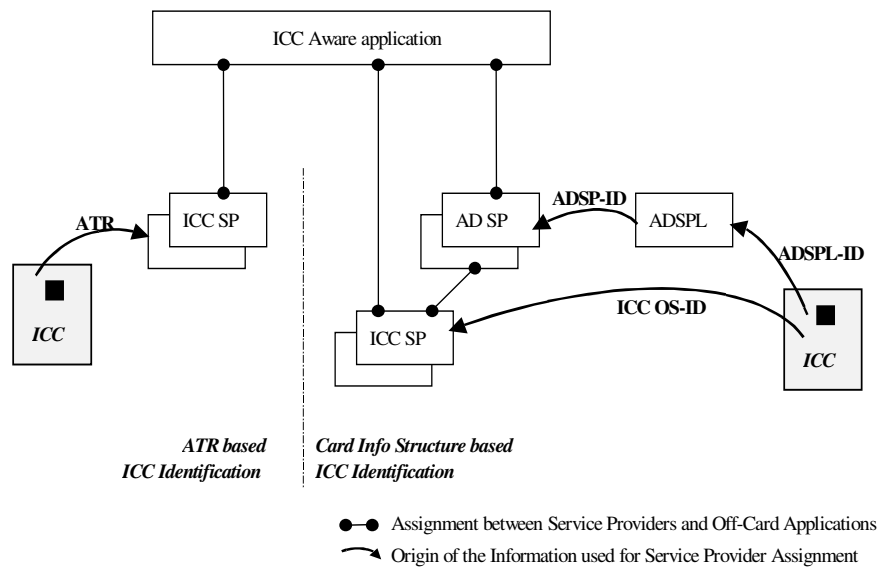 ICC Aware application
ATR
ICC SP
AD SP
ADSP-ID
ADSPL
ADSPL-ID
ICC
ICC SP
ICC OS-ID
ICC
ATR based
ICC Identification
Card Info Structure based
ICC Identification
Assignment between Service Providers and Off-Card Applications
Origin of the Information used for Service Provider Assignment